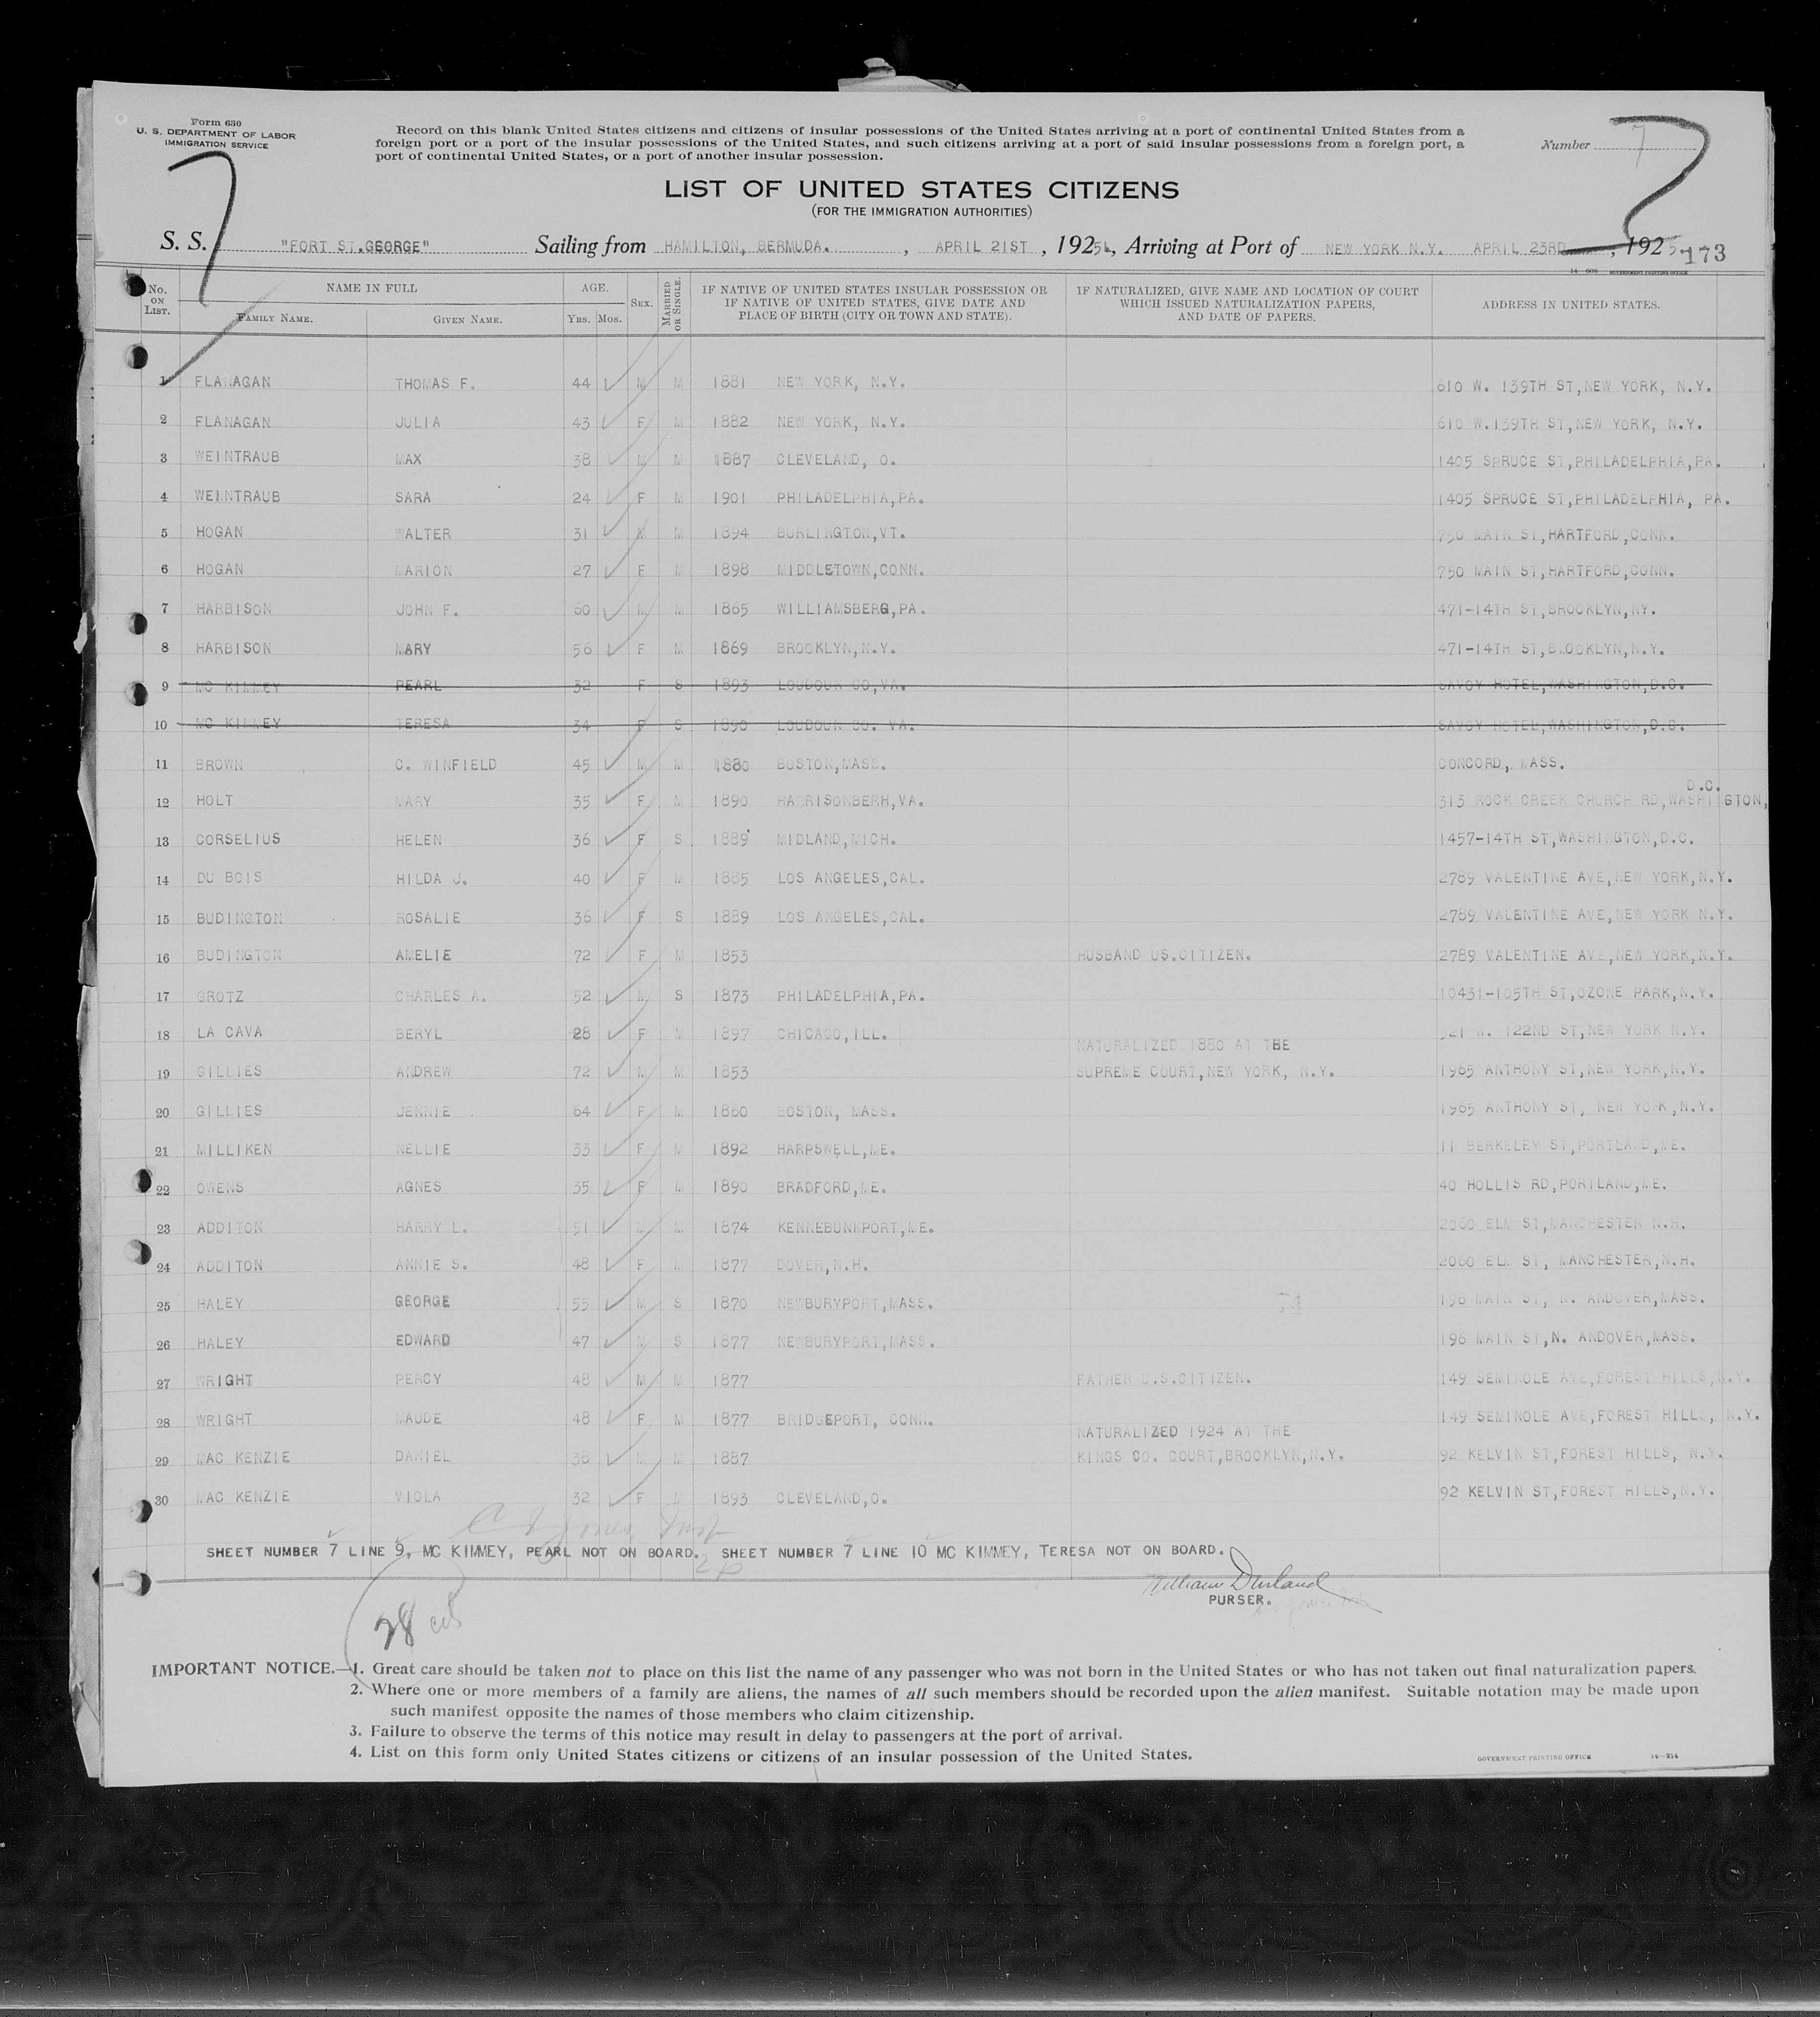 Form 630
U. S. DEPARTMENT OF LABOR
IMMIGRATION SERVICE
Record on this blank United States citizens and citizens of insular possessions of the United States arriving at a port of continental United States from a
foreign port or a port of the insular possessions of the United States, and such citizens arriving at a port of said insular possessions from a foreign port, a
port of continental United States, or a port of another insular possession.
Number 7
7
7
LIST OF UNITED STATES CITIZENS
(FOR THE IMMIGRATION AUTHORITIES)
S. S. "FORT ST.GEORGE" Sailing from HAMILTON, BERMUDA. , APRIL 21ST , 1925, Arriving at Port of NEW YORK N.Y. APRIL 23RD , 1925
173
No. ON LIST. NAME IN FULL AGE. SEX. MARRIED OR SINGLE. IF NATIVE OF UNITED STATES INSULAR POSSESSION OR IF NATIVE OF UNITED STATES, GIVE DATE AND PLACE OF BIRTH (CITY OR TOWN AND STATE). IF NATURALIZED, GIVE NAME AND LOCATION OF COURT WHICH ISSUED NATURALIZATION PAPERS, AND DATE OF PAPERS. ADDRESS IN UNITED STATES.
FAMILY NAME. GIVEN NAME. YRS. MOS.
1 FLANAGAN THOMAS F. 44 M M 1881 NEW YORK, N.Y. 610 W. 139TH ST,NEW YORK, N.Y.
2 FLANAGAN JULIA 43 F M 1882 NEW YORK, N.Y. 610 W.139TH ST,NEW YORK, N.Y.
3 WEINTRAUB MAX 38 M M 1887 CLEVELAND, O. 1405 SPRUCE ST,PHILADELPHIA,PA.
4 WEINTRAUB SARA 24 F M 1901 PHILADELPHIA,PA. 1405 SPRUCE ST,PHILADELPHIA, PA.
5 HOGAN WALTER 31 M M 1894 BURLINGTON,VT. 750 MAIN ST,HARTFORD,CONN.
6 HOGAN MARION 27 F M 1898 MIDDLETOWN,CONN. 750 MAIN ST,HARTFORD,CONN.
7 HARBISON JOHN F. 60 M M 1865 WILLIAMSBERG,PA. 471-14TH ST,BROOKLYN,NY.
8 HARBISON MARY 56 F M 1869 BROOKLYN,N.Y. 471-14TH ST,BROOKLYN,N.Y.
9 MC KIMMEY PEARL 32 F S 1893 LOUDOUN CO,VA. SAVOY HOTEL,WASHINGTON,D.C.
10 MC KIMMEY TERESA 34 F S 1890 LOUDOUN CO. VA. SAVOY HOTEL,WASHINGTON,D.C.
11 BROWN C. WINFIELD 45 M M 1880 BOSTON,MASS. CONCORD, MASS.
D.C.
12 HOLT MARY 35 F M 1890 HARRISONBERH,VA. 313 ROCK CREEK CHURCH RD,WASHINGTON,
13 CORSELIUS HELEN 36 F S 1889 MIDLAND,MICH. 1457-14TH ST,WASHINGTON,D.C.
14 DU BOIS HILDA J. 40 F M 1885 LOS ANGELES,CAL. 2789 VALENTINE AVE,NEW YORK,N.Y.
15 BUDINGTON ROSALIE 36 F S 1889 LOS ANGELES,CAL. 2789 VALENTINE AVE,NEW YORK N.Y.
16 BUDINGTON AMELIE 72 F M 1853 HUSBAND US.CITIZEN. 2789 VALENTINE AVE,NEW YORK,N.Y.
17 GROTZ CHARLES A. 52 M S 1873 PHILADELPHIA,PA. 10431-105TH ST,OZONE PARK,N.Y.
18 LA CAVA BERYL 28 F M 1897 CHICAGO,ILL. 521 W. 122ND ST,NEW YORK N.Y.
NATURALIZED 1880 AT THE
19 GILLIES ANDREW 72 M M 1853 SUPREME COURT,NEW YORK, N.Y. 1965 ANTHONY ST,NEW YORK,N.Y.
20 GILLIES JENNIE 64 F M 1860 BOSTON, MASS. 1965 ANTHONY ST, NEW YORK,N.Y.
21 MILLIKEN NELLIE 33 F M 1892 HARPSWELL,ME. 11 BERKELEY ST,PORTLAND,ME.
22 OWENS AGNES 35 F M 1890 BRADFORD,ME. 40 HOLLIS RD,PORTLAND,ME.
23 ADDITON HARRY L. 51 M M 1874 KENNEBUNKPORT,ME. 2060 ELM ST,MANCHESTER N.H.
24 ADDITON ANNIE S. 48 F M 1877 DOVER,N.H. 2060 ELM ST, MANCHESTER,N.H.
25 HALEY GEORGE 55 M S 1870 NEWBURYPORT,MASS. 196 MAIN ST, N. ANDOVER,MASS.
26 HALEY EDWARD 47 M S 1877 NEWBURYPORT,MASS. 196 MAIN ST,N. ANDOVER,MASS.
27 WRIGHT PERCY 48 M M 1877 FATHER U.S.CITIZEN. 149 SEMINOLE AVE,FOREST HILLS,N.Y.
28 WRIGHT MAUDE 48 F M 1877 BRIDGEPORT, CONN. 149 SEMINOLE AVE,FOREST HILLS, N.Y.
NATURALIZED 1924 AT THE
29 MAC KENZIE DANIEL 38 M M 1887 KINGS CO. COURT,BROOKLYN,N.Y. 92 KELVIN ST,FOREST HILLS, N.Y.
30 MAC KENZIE VIOLA 32 F M 1893 CLEVELAND,O. 92 KELVIN ST,FOREST HILLS,N.Y.
SHEET NUMBER 7 LINE 9, MC KIMMEY, PEARL NOT ON BOARD. SHEET NUMBER 7 LINE 10 MC KIMMEY, TERESA NOT ON BOARD.
William Durland
PURSER.
28
IMPORTANT NOTICE.—1. Great care should be taken not to place on this list the name of any passenger who was not born in the United States or who has not taken out final naturalization papers.
2. Where one or more members of a family are aliens, the names of all such members should be recorded upon the alien manifest. Suitable notation may be made upon
such manifest opposite the names of those members who claim citizenship.
3. Failure to observe the terms of this notice may result in delay to passengers at the port of arrival.
4. List on this form only United States citizens or citizens of an insular possession of the United States.
GOVERNMENT PRINTING OFFICE 14—214